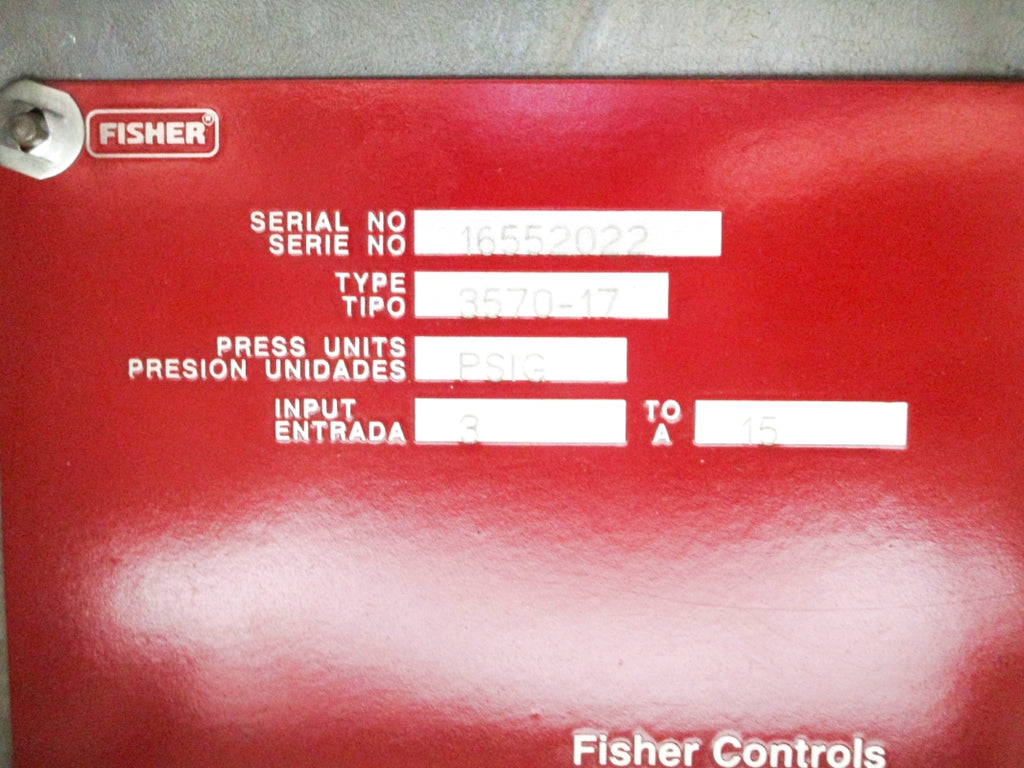 FISHER®
SERIAL NO
SERIE NO
16552022
TYPE
TIPO
3570-17
PRESS UNITS
PRESION UNIDADES
PSIG
INPUT
ENTRADA
3
TO
A
15
Fisher Controls